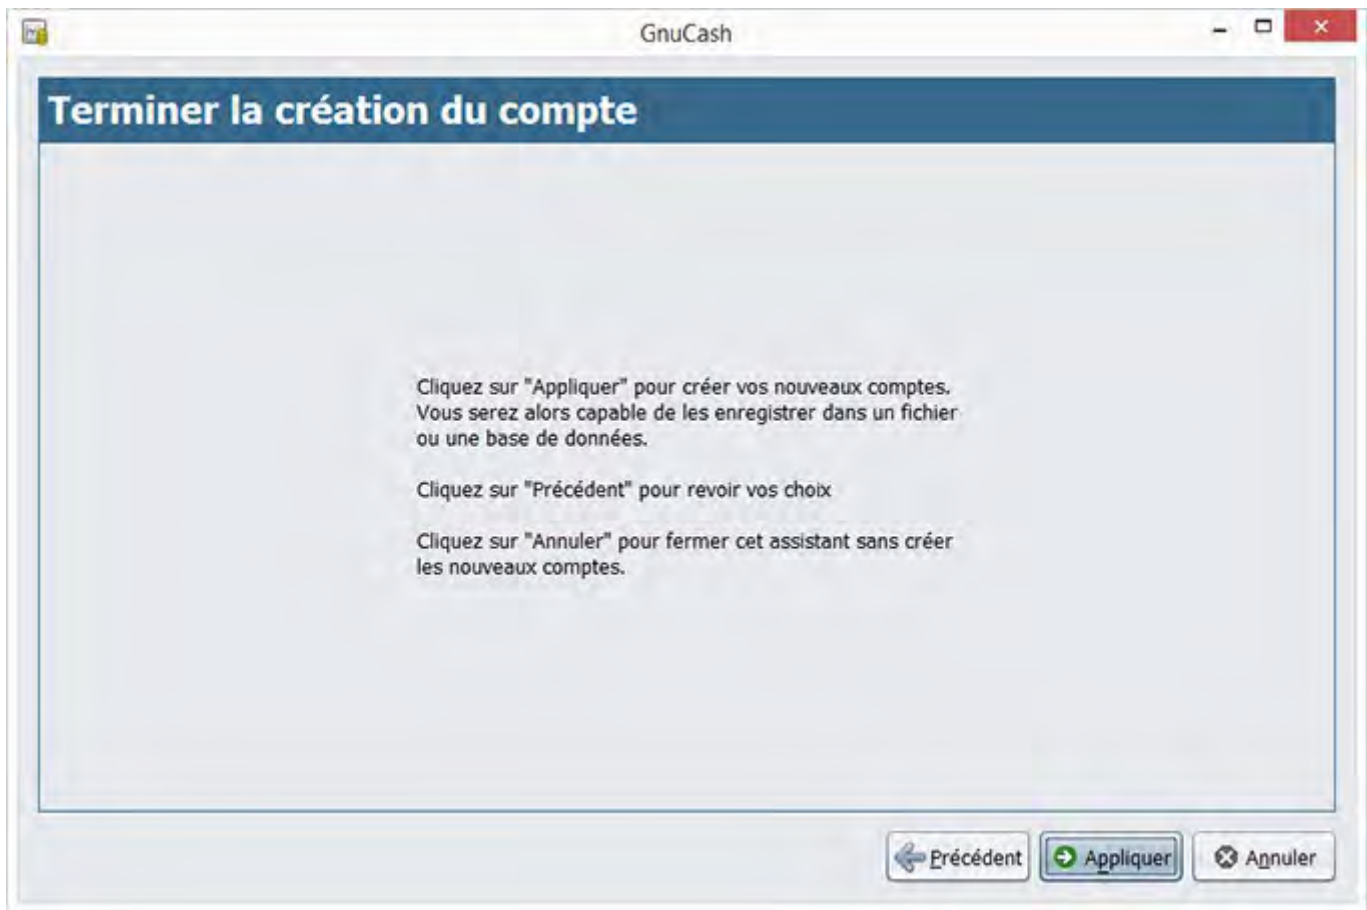 GnuCash
Terminer la création du compte
Cliquez sur "Appliquer" pour créer vos nouveaux comptes.
Vous serez alors capable de les enregistrer dans un fichier
ou une base de données.
Cliquez sur "Précédent" pour revoir vos choix
Cliquez sur "Annuler" pour fermer cet assistant sans créer
les nouveaux comptes.
Précédent Appliquer Annuler